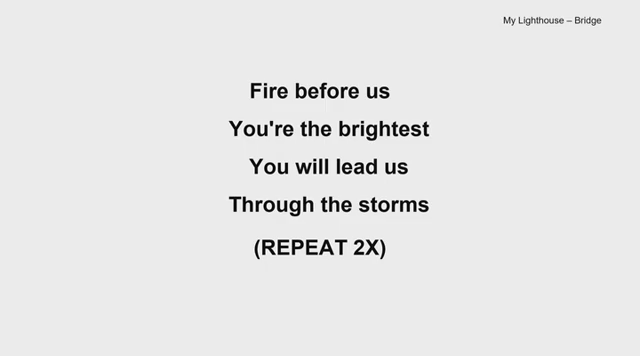 My Lighthouse – Bridge
Fire before us
You're the brightest
You will lead us
Through the storms
(REPEAT 2X)